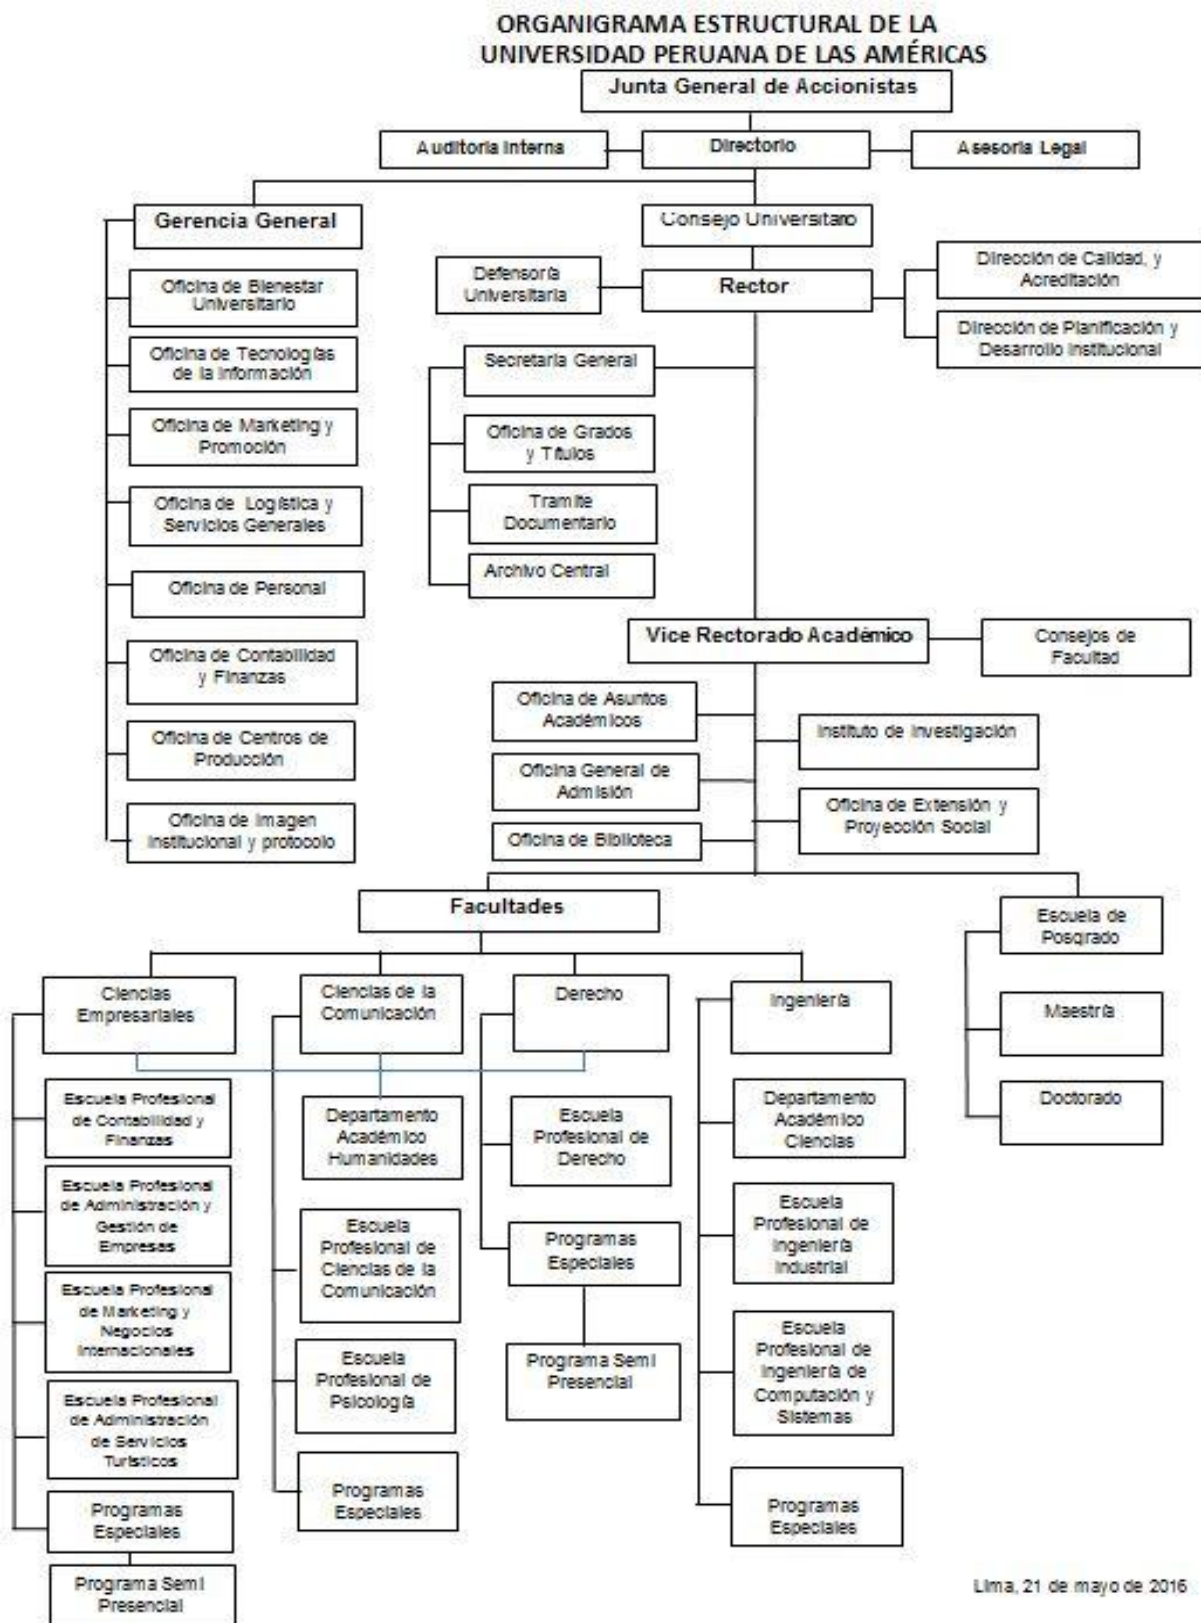 ORGANIGRAMA ESTRUCTURAL DE LA
UNIVERSIDAD PERUANA DE LAS AMÉRICAS
Junta General de Accionistas
Auditoria Interna
Directorio
Asesoria Legal
Gerencia General
Consejo Universitario
Rector
Defensoría
Universitaria
Dirección de Calidad, y
Acreditación
Dirección de Planificación y
Desarrollo Institucional
Oficina de Bienestar
Universitario
Oficina de Tecnologías
de la Información
Oficina de Marketing y
Promoción
Oficina de Logística y
Servicios Generales
Oficina de Personal
Oficina de Contabilidad
y Finanzas
Oficina de Centros de
Producción
Oficina de Imagen
Institucional y protocolo
Secretaria General
Oficina de Grados
y Títulos
Tramite
Documentario
Archivo Central
Vice Rectorado Académico
Consejos de
Facultad
Oficina de Asuntos
Académicos
Instituto de Investigación
Oficina General de
Admisión
Oficina de Extensión y
Proyección Social
Oficina de Biblioteca
Facultades
Escuela de
Posgrado
Maestría
Doctorado
Ciencias
Empresariales
Escuela Profesional
de Contabilidad y
Finanzas
Escuela Profesional
de Administración y
Gestión de
Empresas
Escuela Profesional
de Marketing y
Negocios
Internacionales
Escuela Profesional
de Administración
de Servicios
Turísticos
Programas
Especiales
Programa Semi
Presencial
Ciencias de la
Comunicación
Departamento
Académico
Humanidades
Escuela
Profesional de
Ciencias de la
Comunicación
Escuela
Profesional de
Psicología
Programas
Especiales
Derecho
Escuela
Profesional de
Derecho
Programas
Especiales
Programa Semi
Presencial
Ingeniería
Departamento
Académico
Ciencias
Escuela
Profesional de
Ingeniería
Industrial
Escuela
Profesional de
Ingeniería de
Computación y
Sistemas
Programas
Especiales
Lima, 21 de mayo de 2016